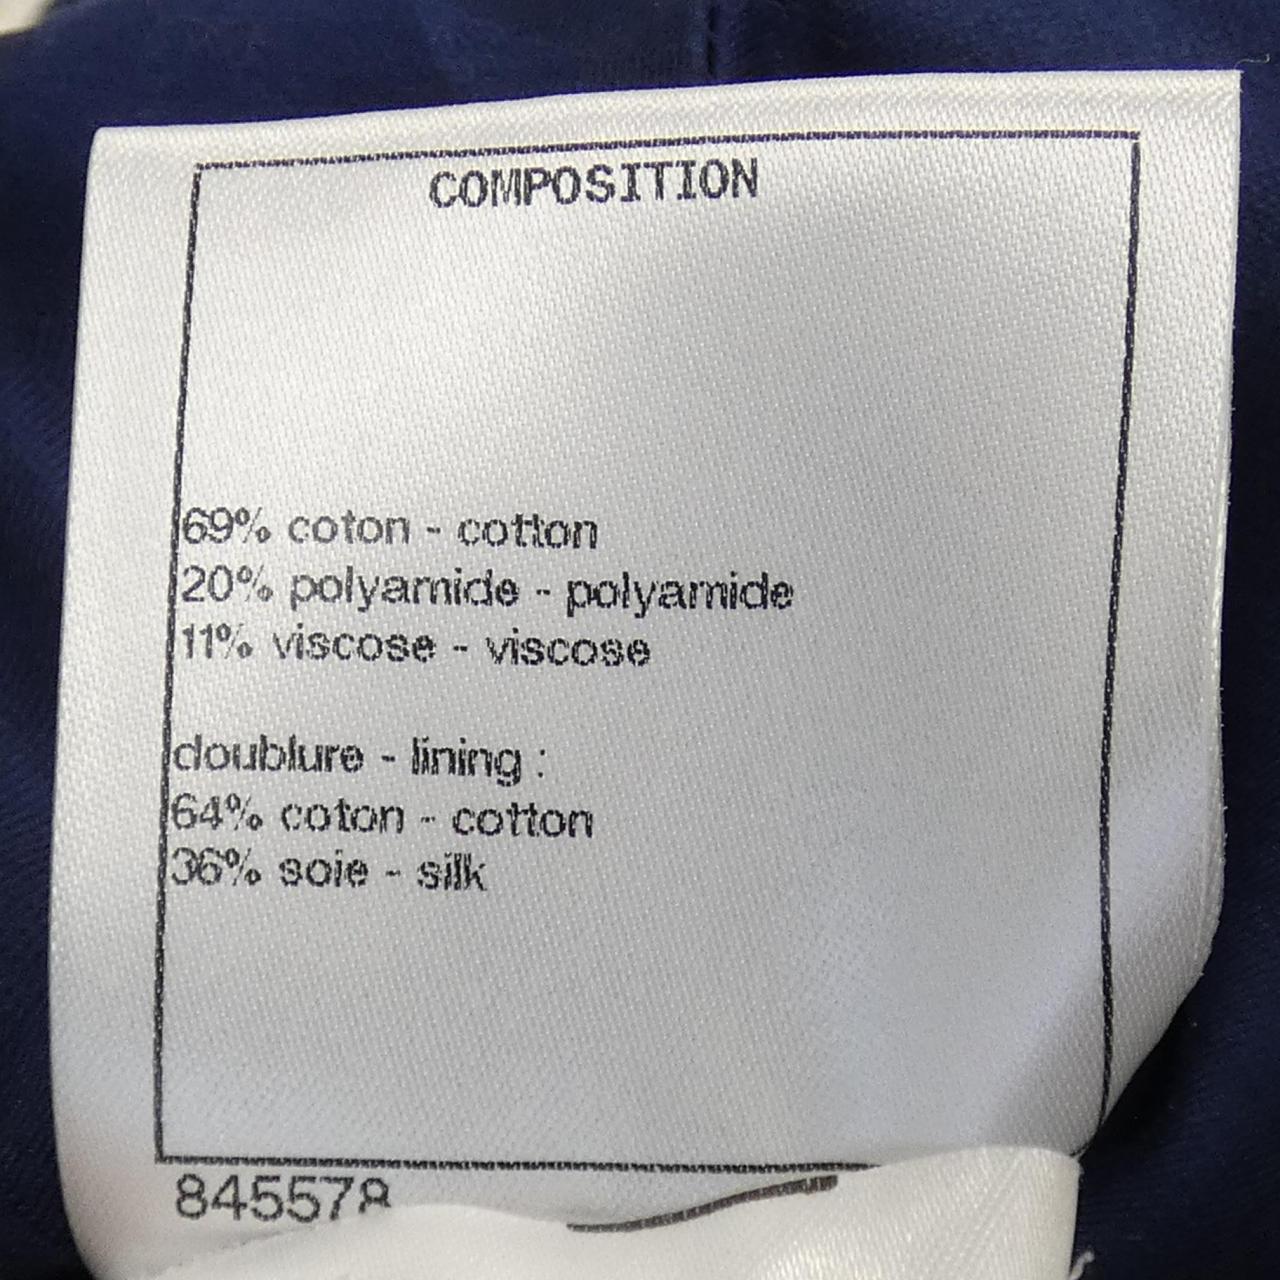 COMPOSITION
69% coton - cotton
20% polyamide - polyamide
11% viscose - viscose
doublure - lining :
64% coton - cotton
36% soie - silk
845578